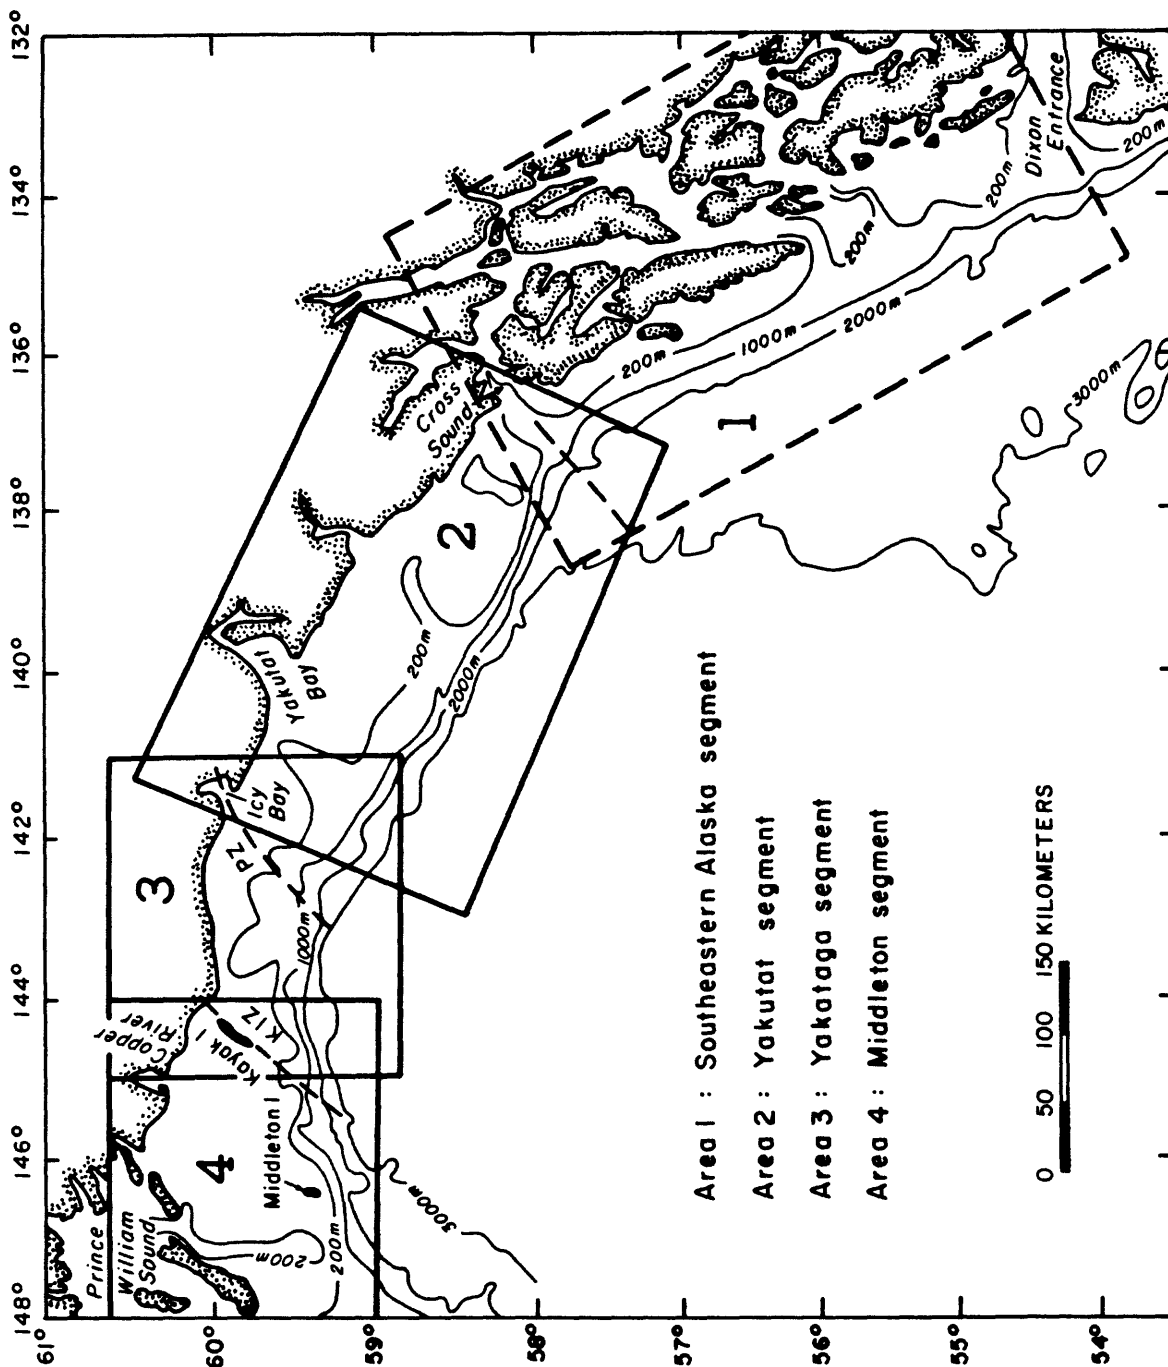 148°
146°
144°
142°
140°
138°
136°
134°
132°
61°
60°
59°
58°
57°
56°
55°
54°
Prince
William
Sound
200m
4
Middleton I
200m
3000m
Copper
River
Kayak I
KIZ
3
PZ
Icy
Bay
1000m
Yakutat
Bay
200m
2000m
2
Cross
Sound
1
200m
1000m
2000m
200m
200m
Dixon
Entrance
200m
3000m
Area 1 : Southeastern Alaska segment
Area 2 : Yakutat segment
Area 3 : Yakataga segment
Area 4 : Middleton segment
0 50 100 150 KILOMETERS